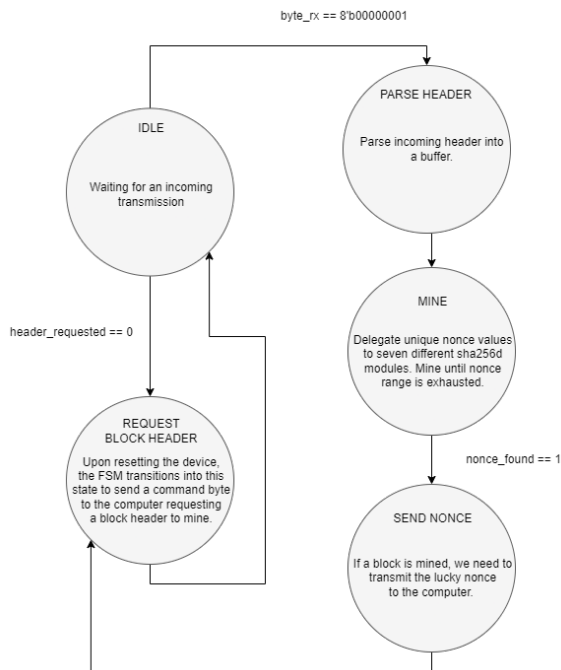 byte_rx == 8'b00000001
IDLE
Waiting for an incoming
transmission
PARSE HEADER
Parse incoming header into
a buffer.
header_requested == 0
MINE
Delegate unique nonce values
to seven different sha256d
modules. Mine until nonce
range is exhausted.
REQUEST
BLOCK HEADER
Upon resetting the device,
the FSM transitions into this
state to send a command byte
to the computer requesting
a block header to mine.
nonce_found == 1
SEND NONCE
If a block is mined, we need to
transmit the lucky nonce
to the computer.